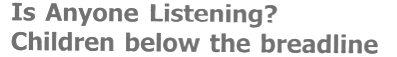 Is Anyone Listening?
Children below the breadline